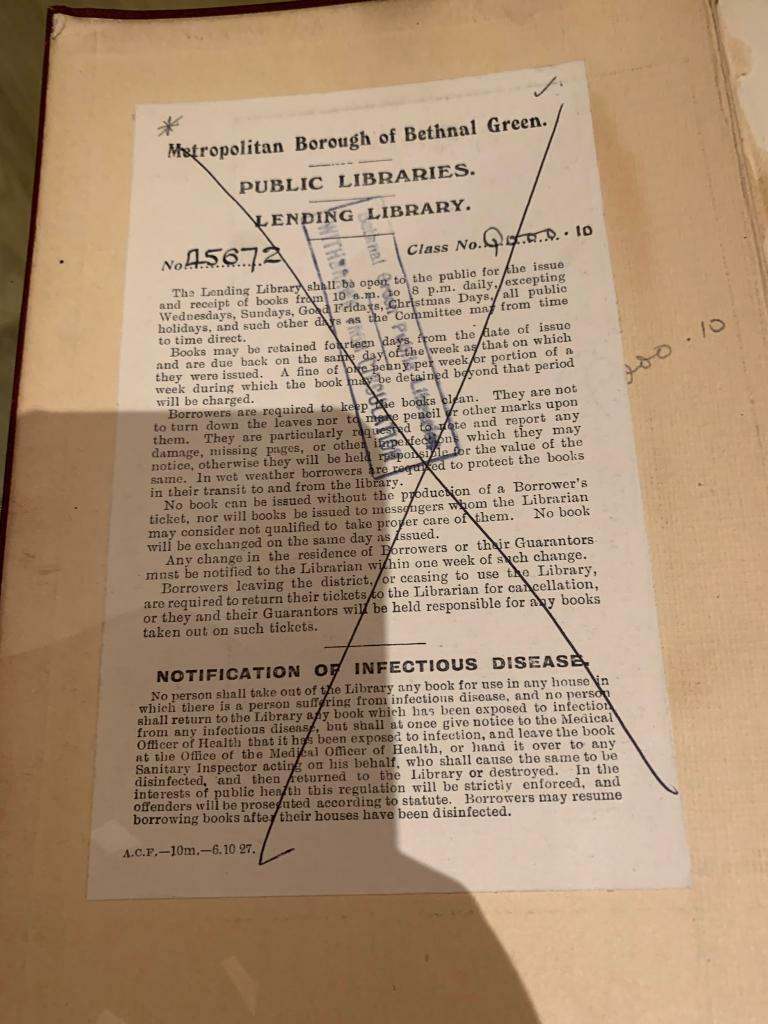 Metropolitan Borough of Bethnal Green.
PUBLIC LIBRARIES.
LENDING LIBRARY.
No. 45672 Class No. 10
The Lending Library shall be open to the public for the issue
and receipt of books from 10 a.m. to 8 p.m. daily, excepting
Wednesdays, Sundays, Good Fridays, Christmas Days, all public
holidays, and such other days as the Committee may from time
to time direct.
Books may be retained fourteen days from the date of issue
and are due back on the same day of the week as that on which
they were issued. A fine of one penny per week or portion of a
week during which the book may be detained beyond that period
will be charged.
Borrowers are required to keep the books clean. They are not
to turn down the leaves nor to make pencil or other marks upon
them. They are particularly requested to note and report any
damage, missing pages, or other imperfections which they may
notice, otherwise they will be held responsible for the value of the
same. In wet weather borrowers are required to protect the books
in their transit to and from the library.
No book can be issued without the production of a Borrower's
ticket, nor will books be issued to messengers whom the Librarian
may consider not qualified to take proper care of them. No book
will be exchanged on the same day as issued.
Any change in the residence of Borrowers or their Guarantors
must be notified to the Librarian within one week of such change.
Borrowers leaving the district, or ceasing to use the Library,
are required to return their tickets to the Librarian for cancellation,
or they and their Guarantors will be held responsible for any books
taken out on such tickets.
NOTIFICATION OF INFECTIOUS DISEASE.
No person shall take out of the Library any book for use in any house in
which there is a person suffering from infectious disease, and no person
shall return to the Library any book which has been exposed to infection
from any infectious disease, but shall at once give notice to the Medical
Officer of Health that it has been exposed to infection, and leave the book
at the Office of the Medical Officer of Health, or hand it over to any
Sanitary Inspector acting on his behalf, who shall cause the same to be
disinfected, and then returned to the Library or destroyed. In the
interests of public health this regulation will be strictly enforced, and
offenders will be prosecuted according to statute. Borrowers may resume
borrowing books after their houses have been disinfected.
A.C.F.—10m.—6.10 27.
Bethnal Green Public Libraries
WITHDRAWN FROM CIRCULATION
200.10